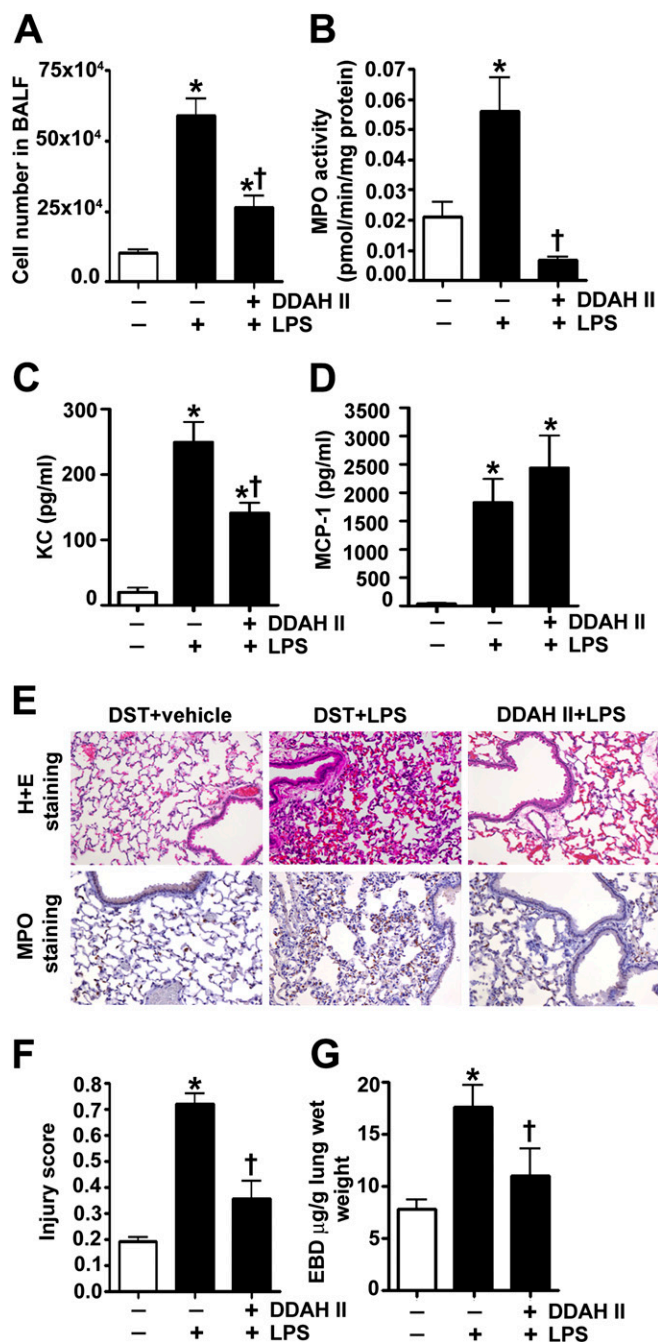 A
Cell number in BALF
75x10⁴
50x10⁴
25x10⁴
0.0
*
*†
– + DDAH II
– + + LPS
B
MPO activity
(pmol/min/mg protein)
0.07
0.06
0.05
0.04
0.03
0.02
0.01
0.00
*
†
– + DDAH II
– + + LPS
C
KC (pg/ml)
300
200
100
0
*
*†
– + DDAH II
– + + LPS
D
MCP-1 (pg/ml)
3500
3000
2500
2000
1500
1000
500
0
*
*
– + DDAH II
– + + LPS
E
DST+vehicle DST+LPS DDAH II+LPS
H+E
staining
MPO
staining
F
Injury score
0.8
0.7
0.6
0.5
0.4
0.3
0.2
0.1
0.0
*
†
– + DDAH II
– + + LPS
G
EBD μg/g lung wet
weight
20
15
10
5
0
*
†
– + DDAH II
– + + LPS